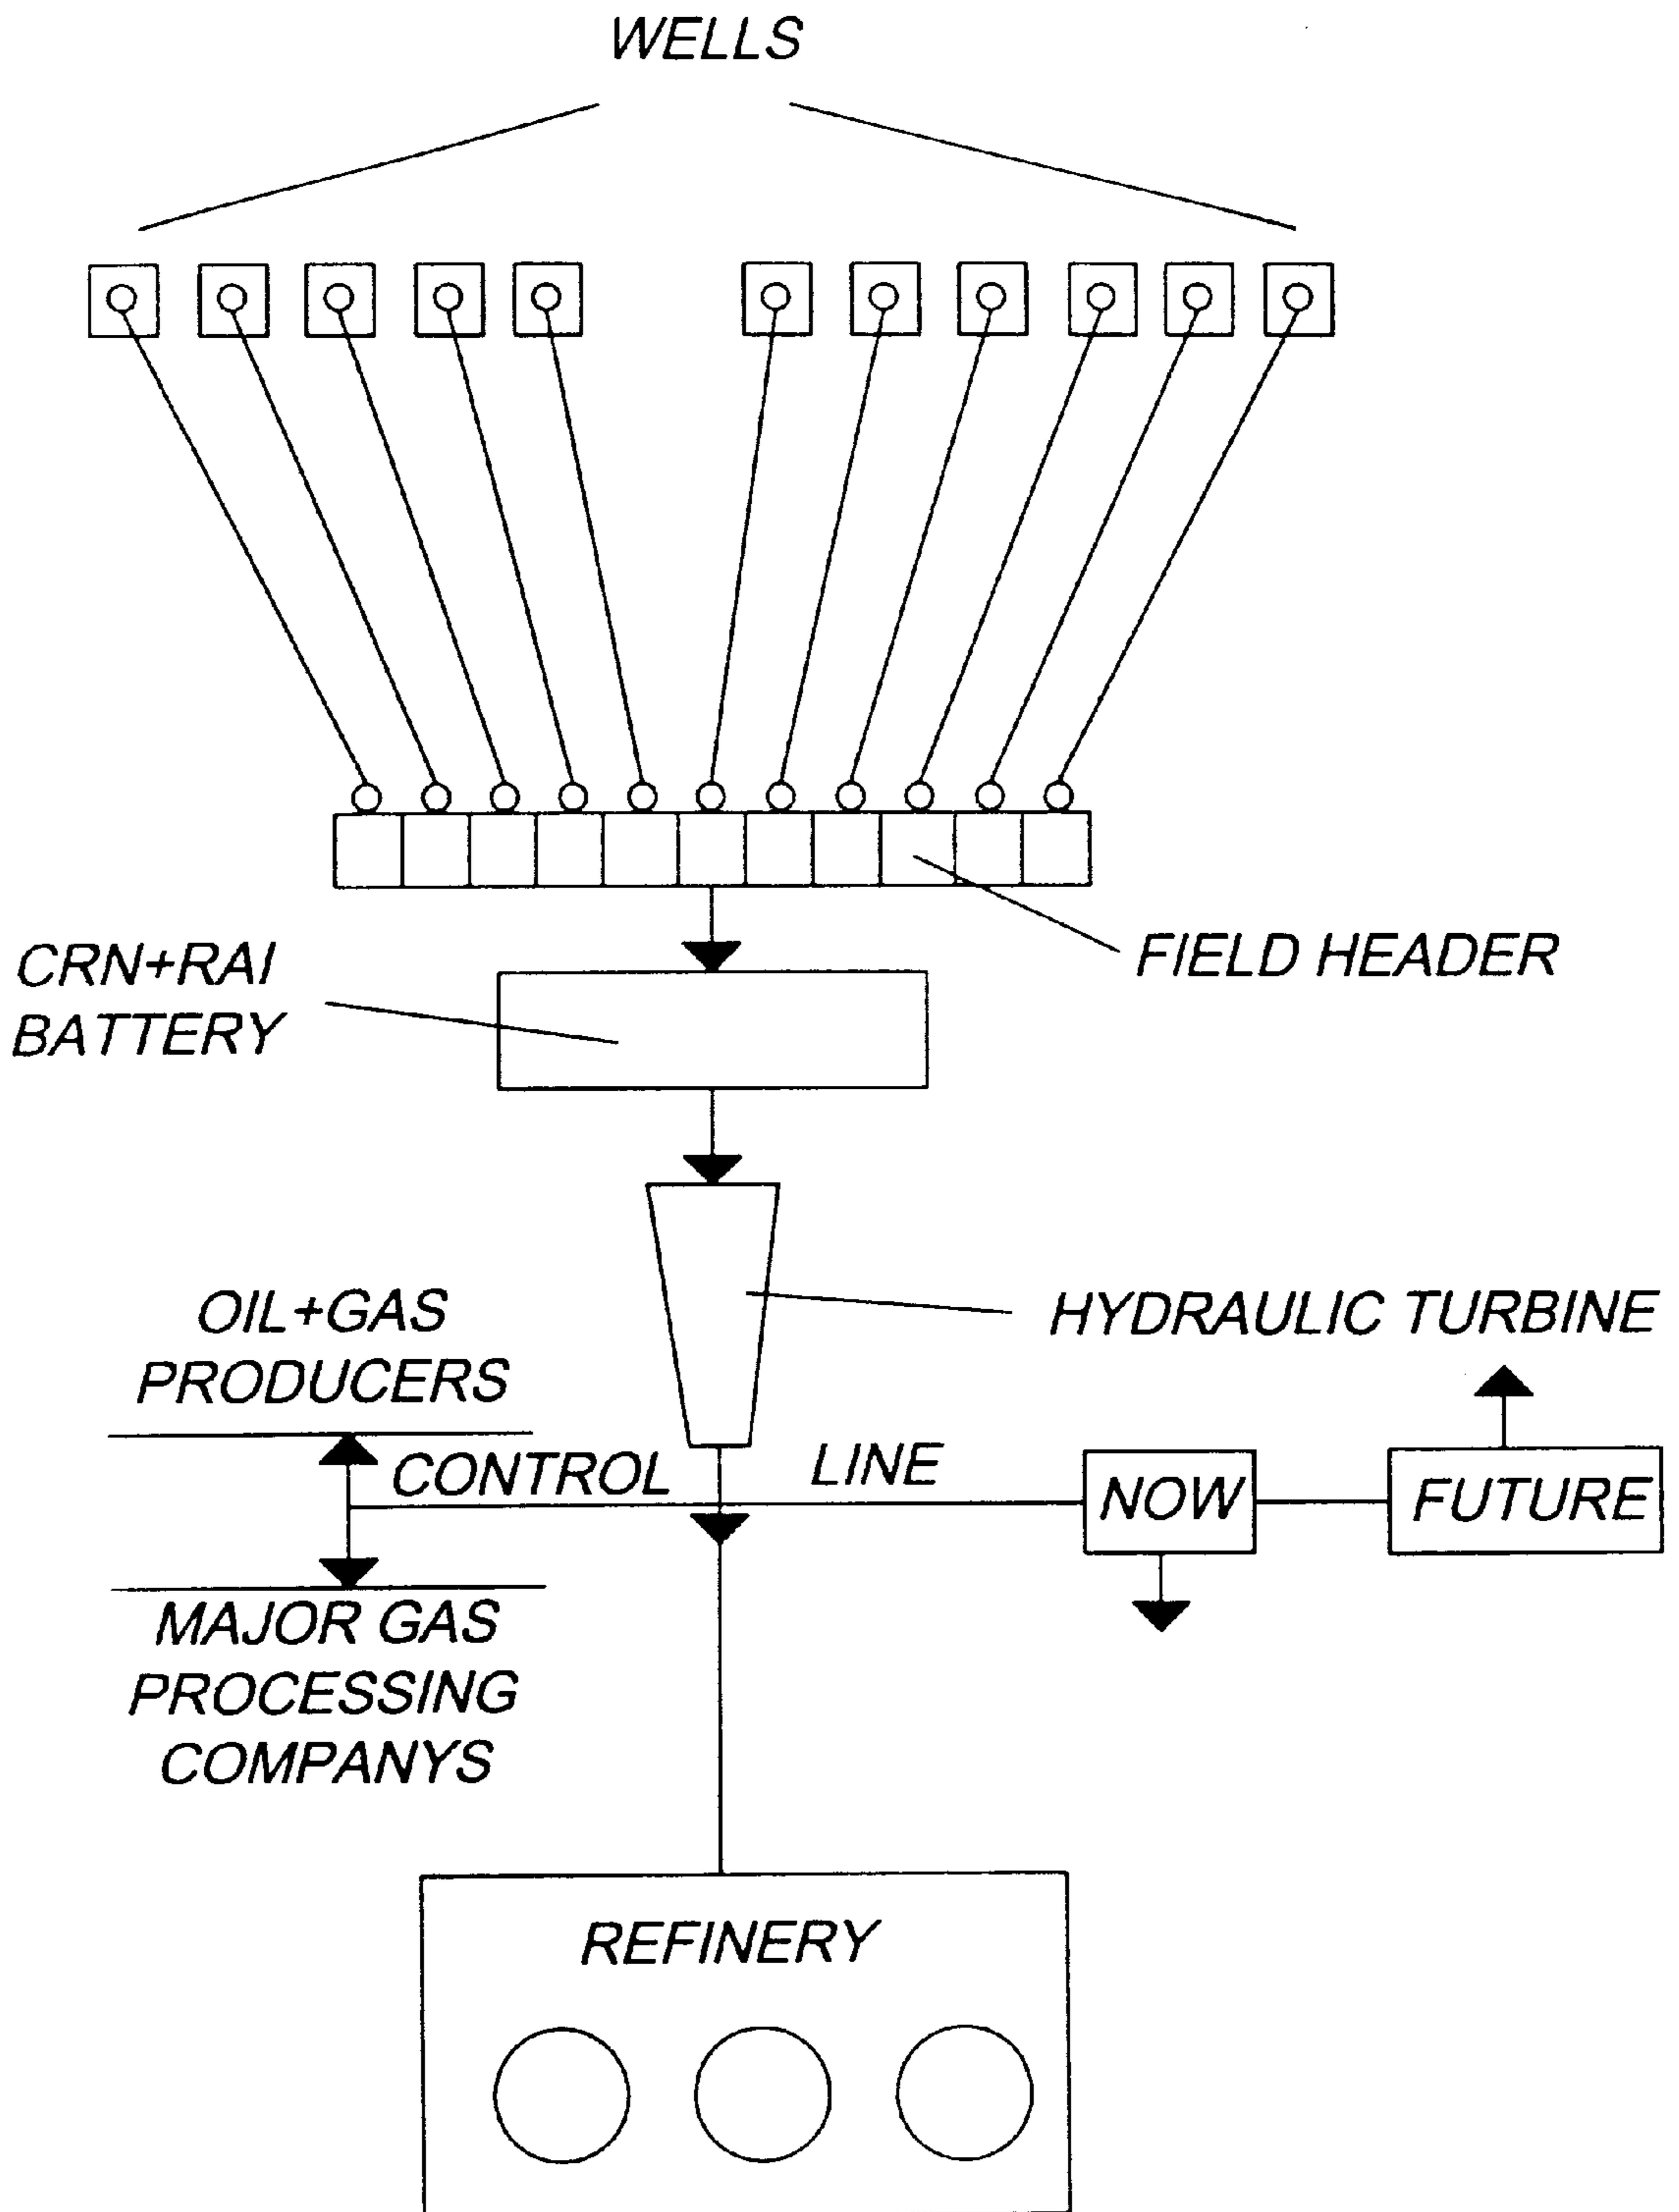 WELLS
FIELD HEADER
CRN+RAI
BATTERY
HYDRAULIC TURBINE
OIL+GAS
PRODUCERS
CONTROL LINE
NOW
FUTURE
MAJOR GAS
PROCESSING
COMPANYS
REFINERY